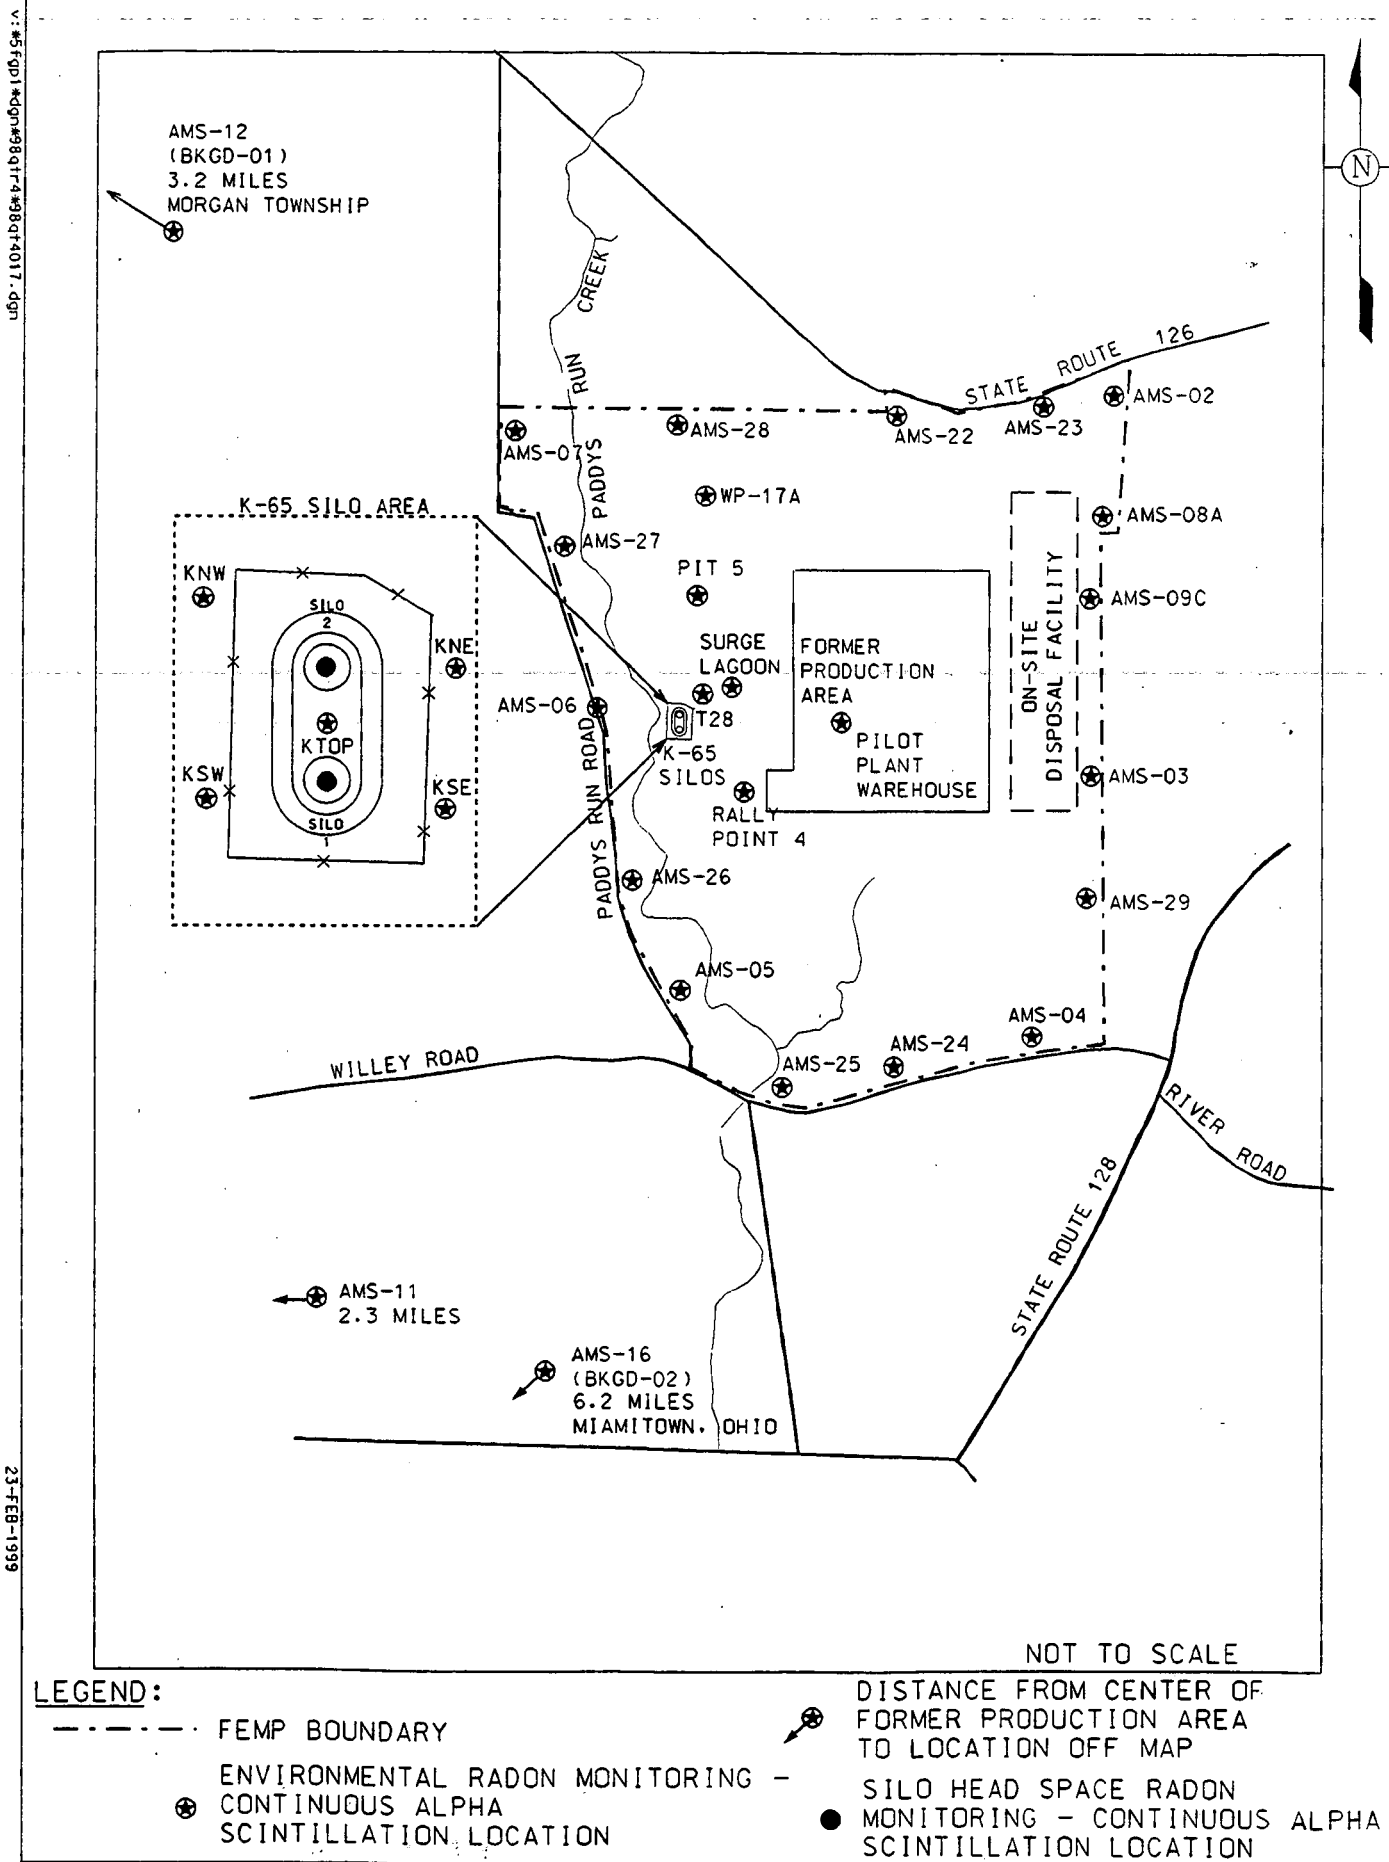 v:*5fgp1*dgn*98qtr4*98qt4017.dgn
23-FEB-1999
N
AMS-12
(BKGD-01)
3.2 MILES
MORGAN TOWNSHIP
PADDYS RUN CREEK
STATE ROUTE 126
AMS-02
AMS-23
AMS-22
AMS-28
AMS-07
WP-17A
K-65 SILO AREA
AMS-08A
AMS-27
PIT 5
KNW
AMS-09C
SILO
2
ON-SITE
DISPOSAL FACILITY
SURGE
LAGOON
FORMER
PRODUCTION
AREA
KNE
AMS-06
T28
KTOP
PILOT
PLANT
WAREHOUSE
K-65
SILOS
KSW
KSE
AMS-03
SILO
1
RALLY
POINT 4
PADDYS RUN ROAD
AMS-26
AMS-29
AMS-05
AMS-04
AMS-24
AMS-25
WILLEY ROAD
RIVER ROAD
STATE ROUTE 128
AMS-11
2.3 MILES
AMS-16
(BKGD-02)
6.2 MILES
MIAMITOWN, OHIO
NOT TO SCALE
LEGEND:
FEMP BOUNDARY
ENVIRONMENTAL RADON MONITORING -
CONTINUOUS ALPHA
SCINTILLATION LOCATION
DISTANCE FROM CENTER OF
FORMER PRODUCTION AREA
TO LOCATION OFF MAP
SILO HEAD SPACE RADON
MONITORING - CONTINUOUS ALPHA
SCINTILLATION LOCATION